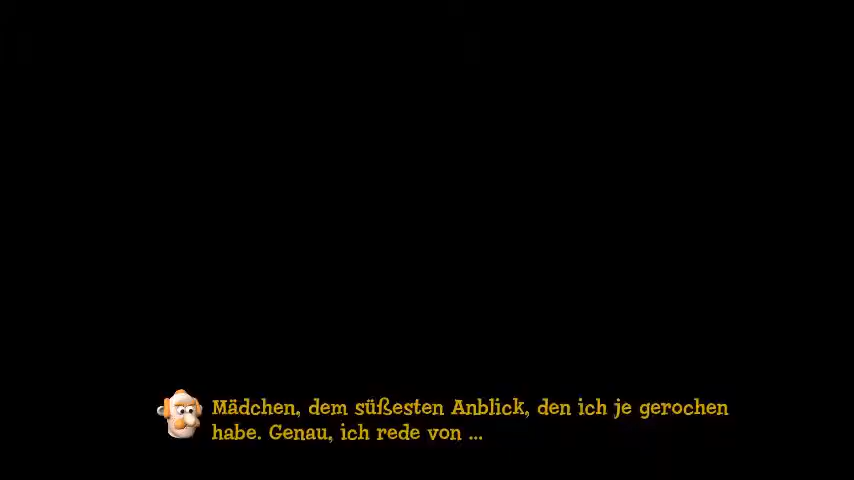 Mädchen, dem süßesten Anblick, den ich je gerochen
habe. Genau, ich rede von ...